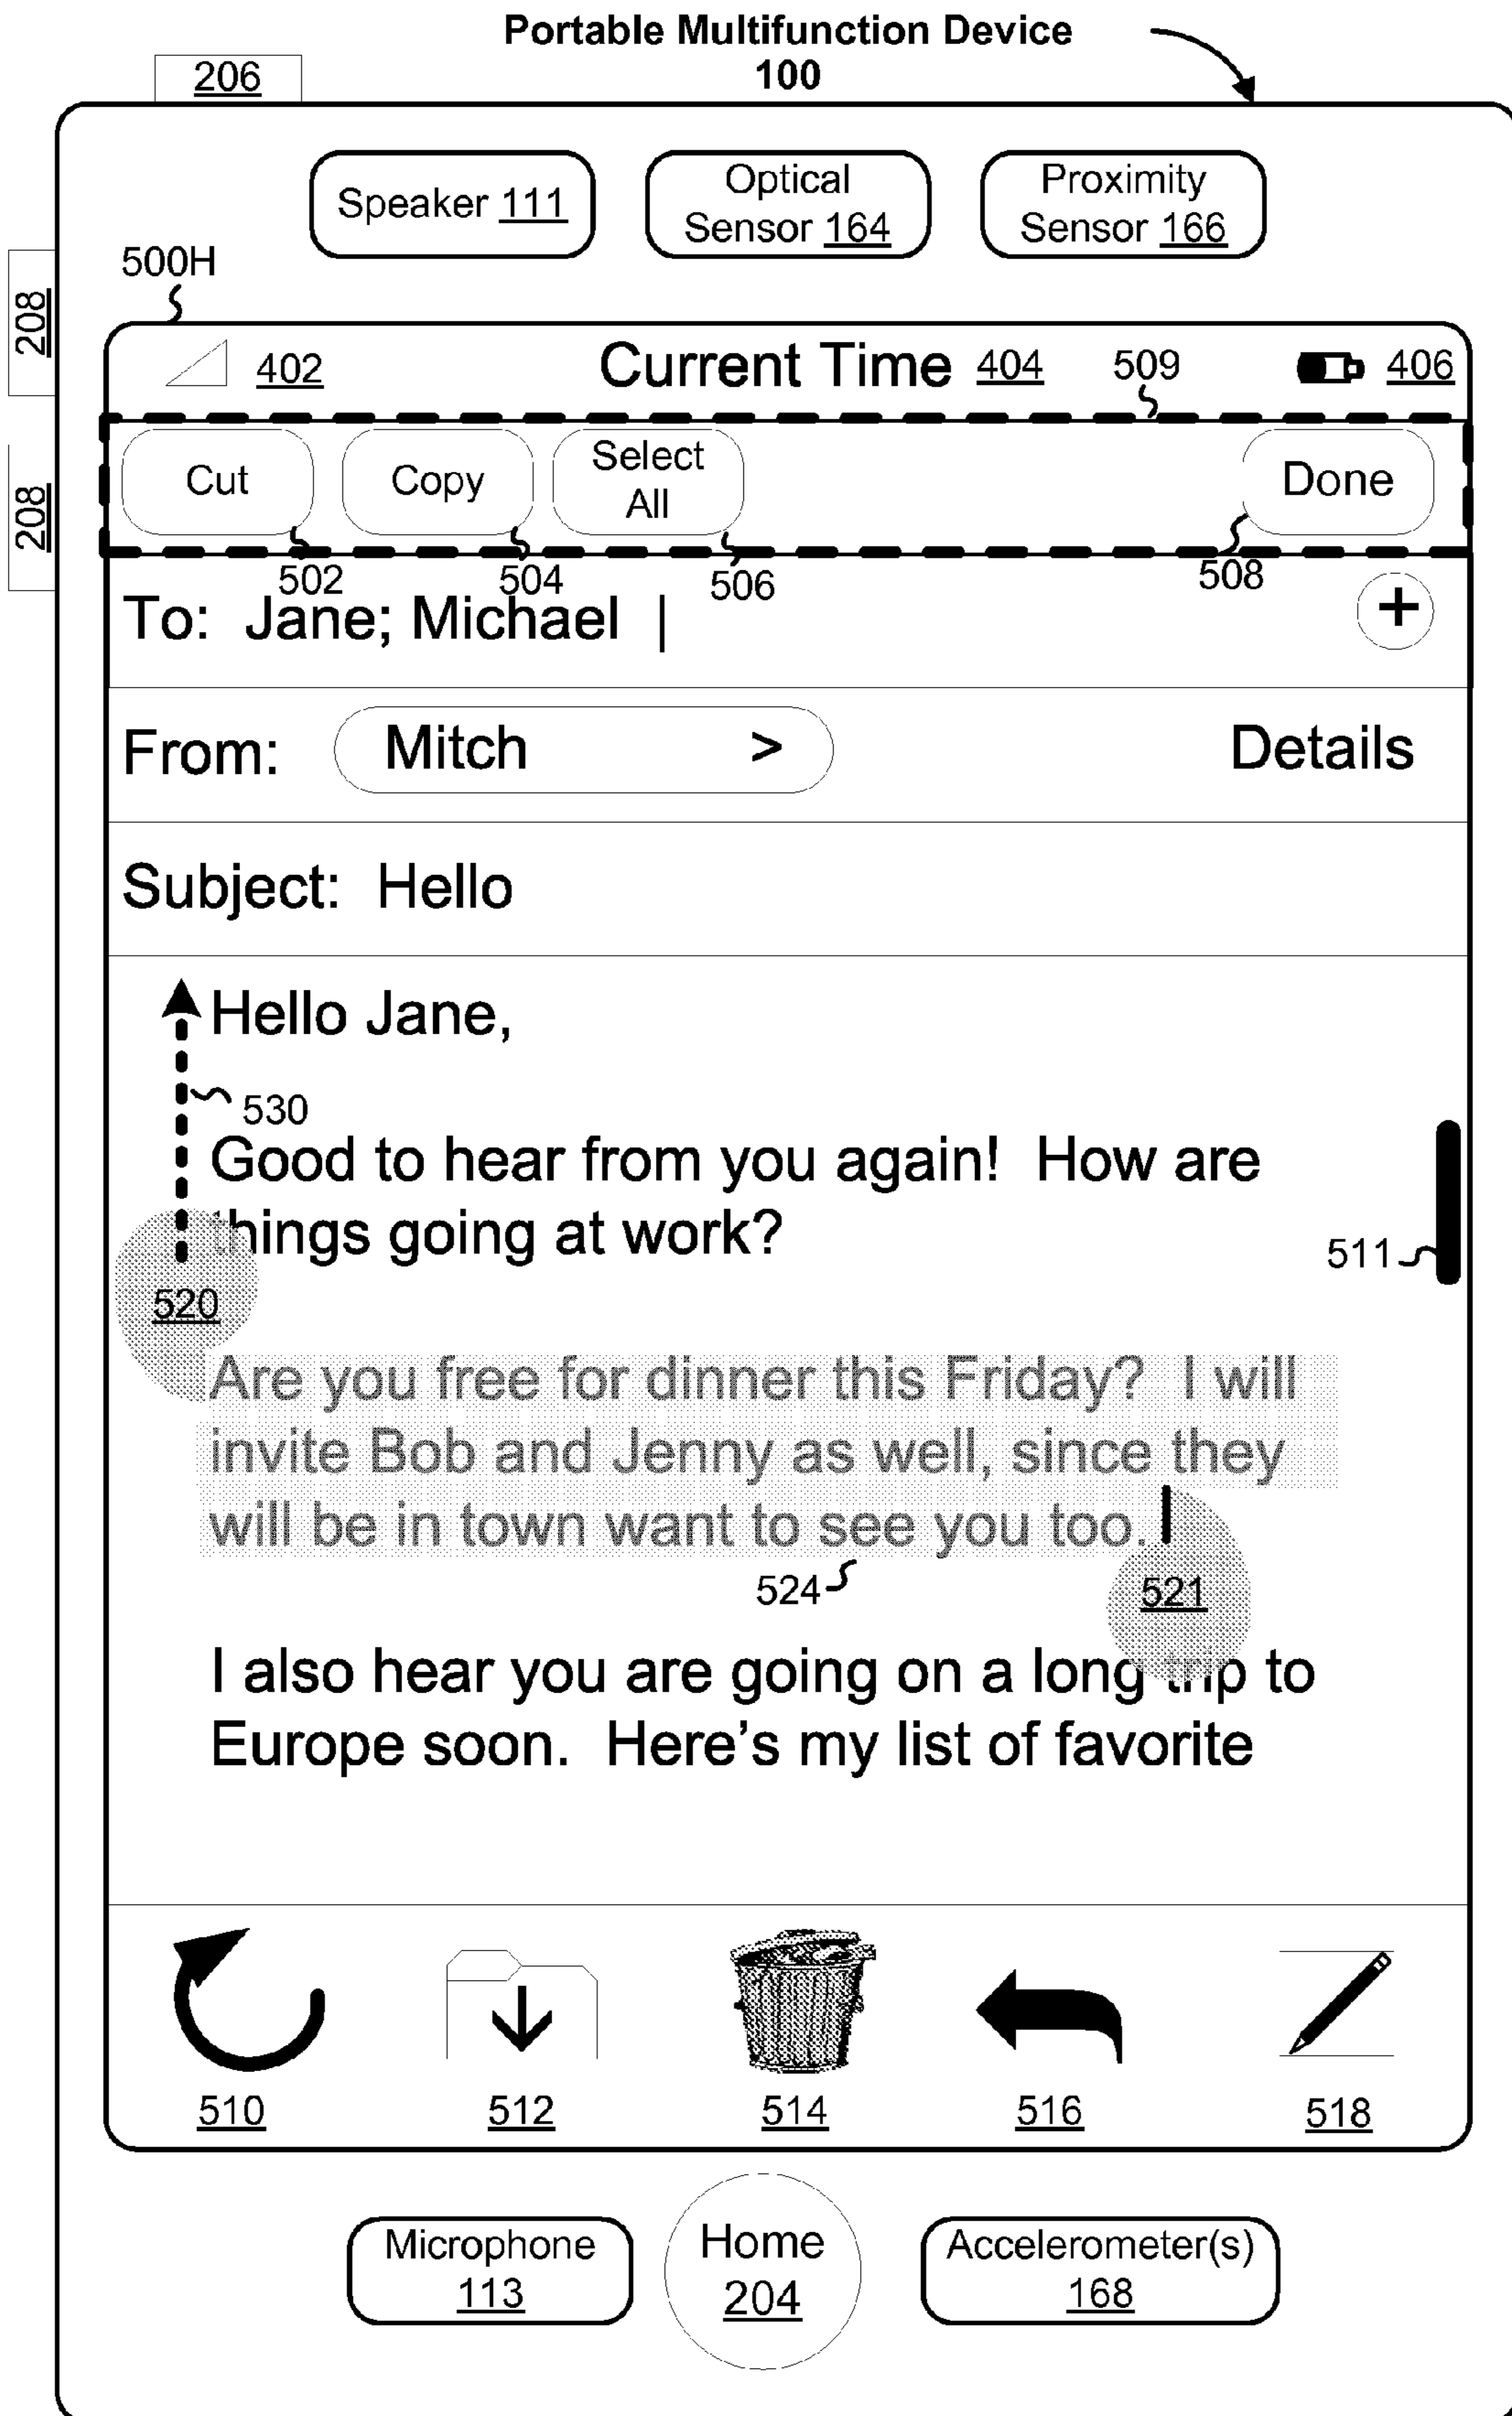 Portable Multifunction Device
100
206
Speaker 111
Optical
Sensor 164
Proximity
Sensor 166
500H
208
208
402
Current Time 404
509
406
Cut
Copy
Select
All
Done
502
504
506
508
To: Jane; Michael
+
From:
Mitch >
Details
Subject: Hello
Hello Jane,
530
Good to hear from you again! How are
things going at work?
511
520
Are you free for dinner this Friday? I will
invite Bob and Jenny as well, since they
will be in town want to see you too.
524
521
I also hear you are going on a long trip to
Europe soon. Here's my list of favorite
510
512
514
516
518
Microphone
113
Home
204
Accelerometer(s)
168